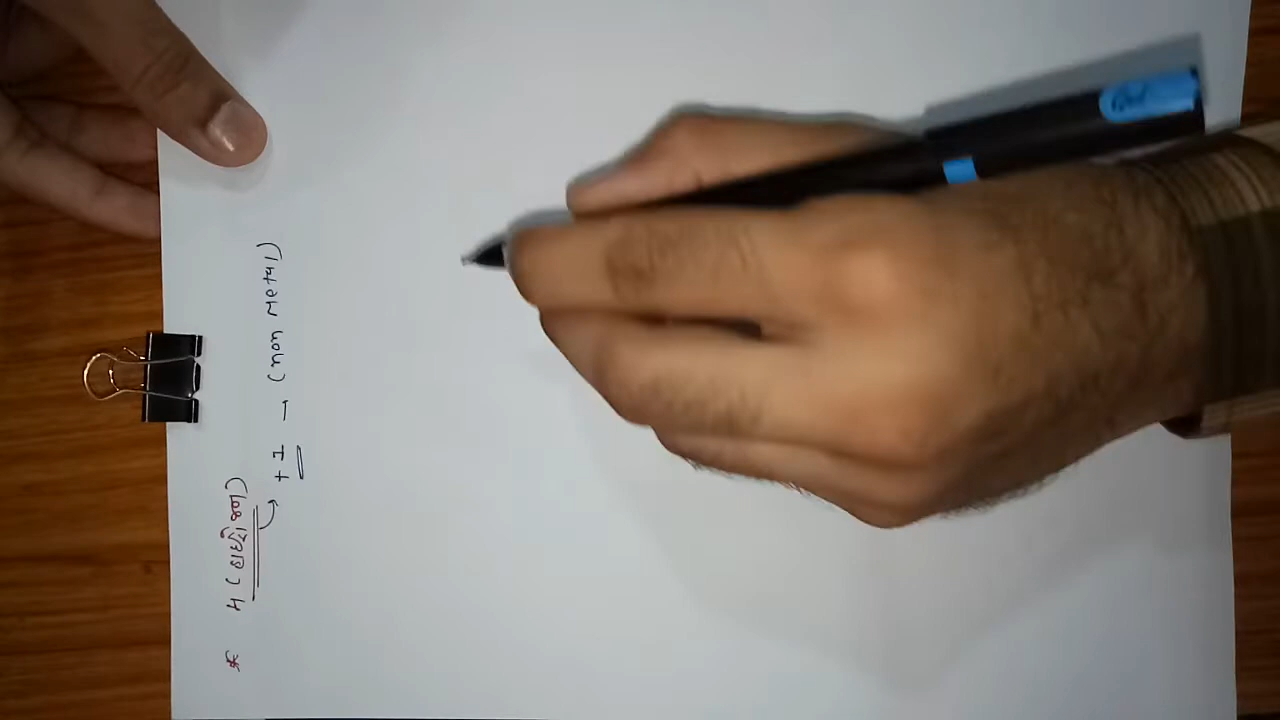 * H (হাইড্রোজেন)
+1 → (non Metal)